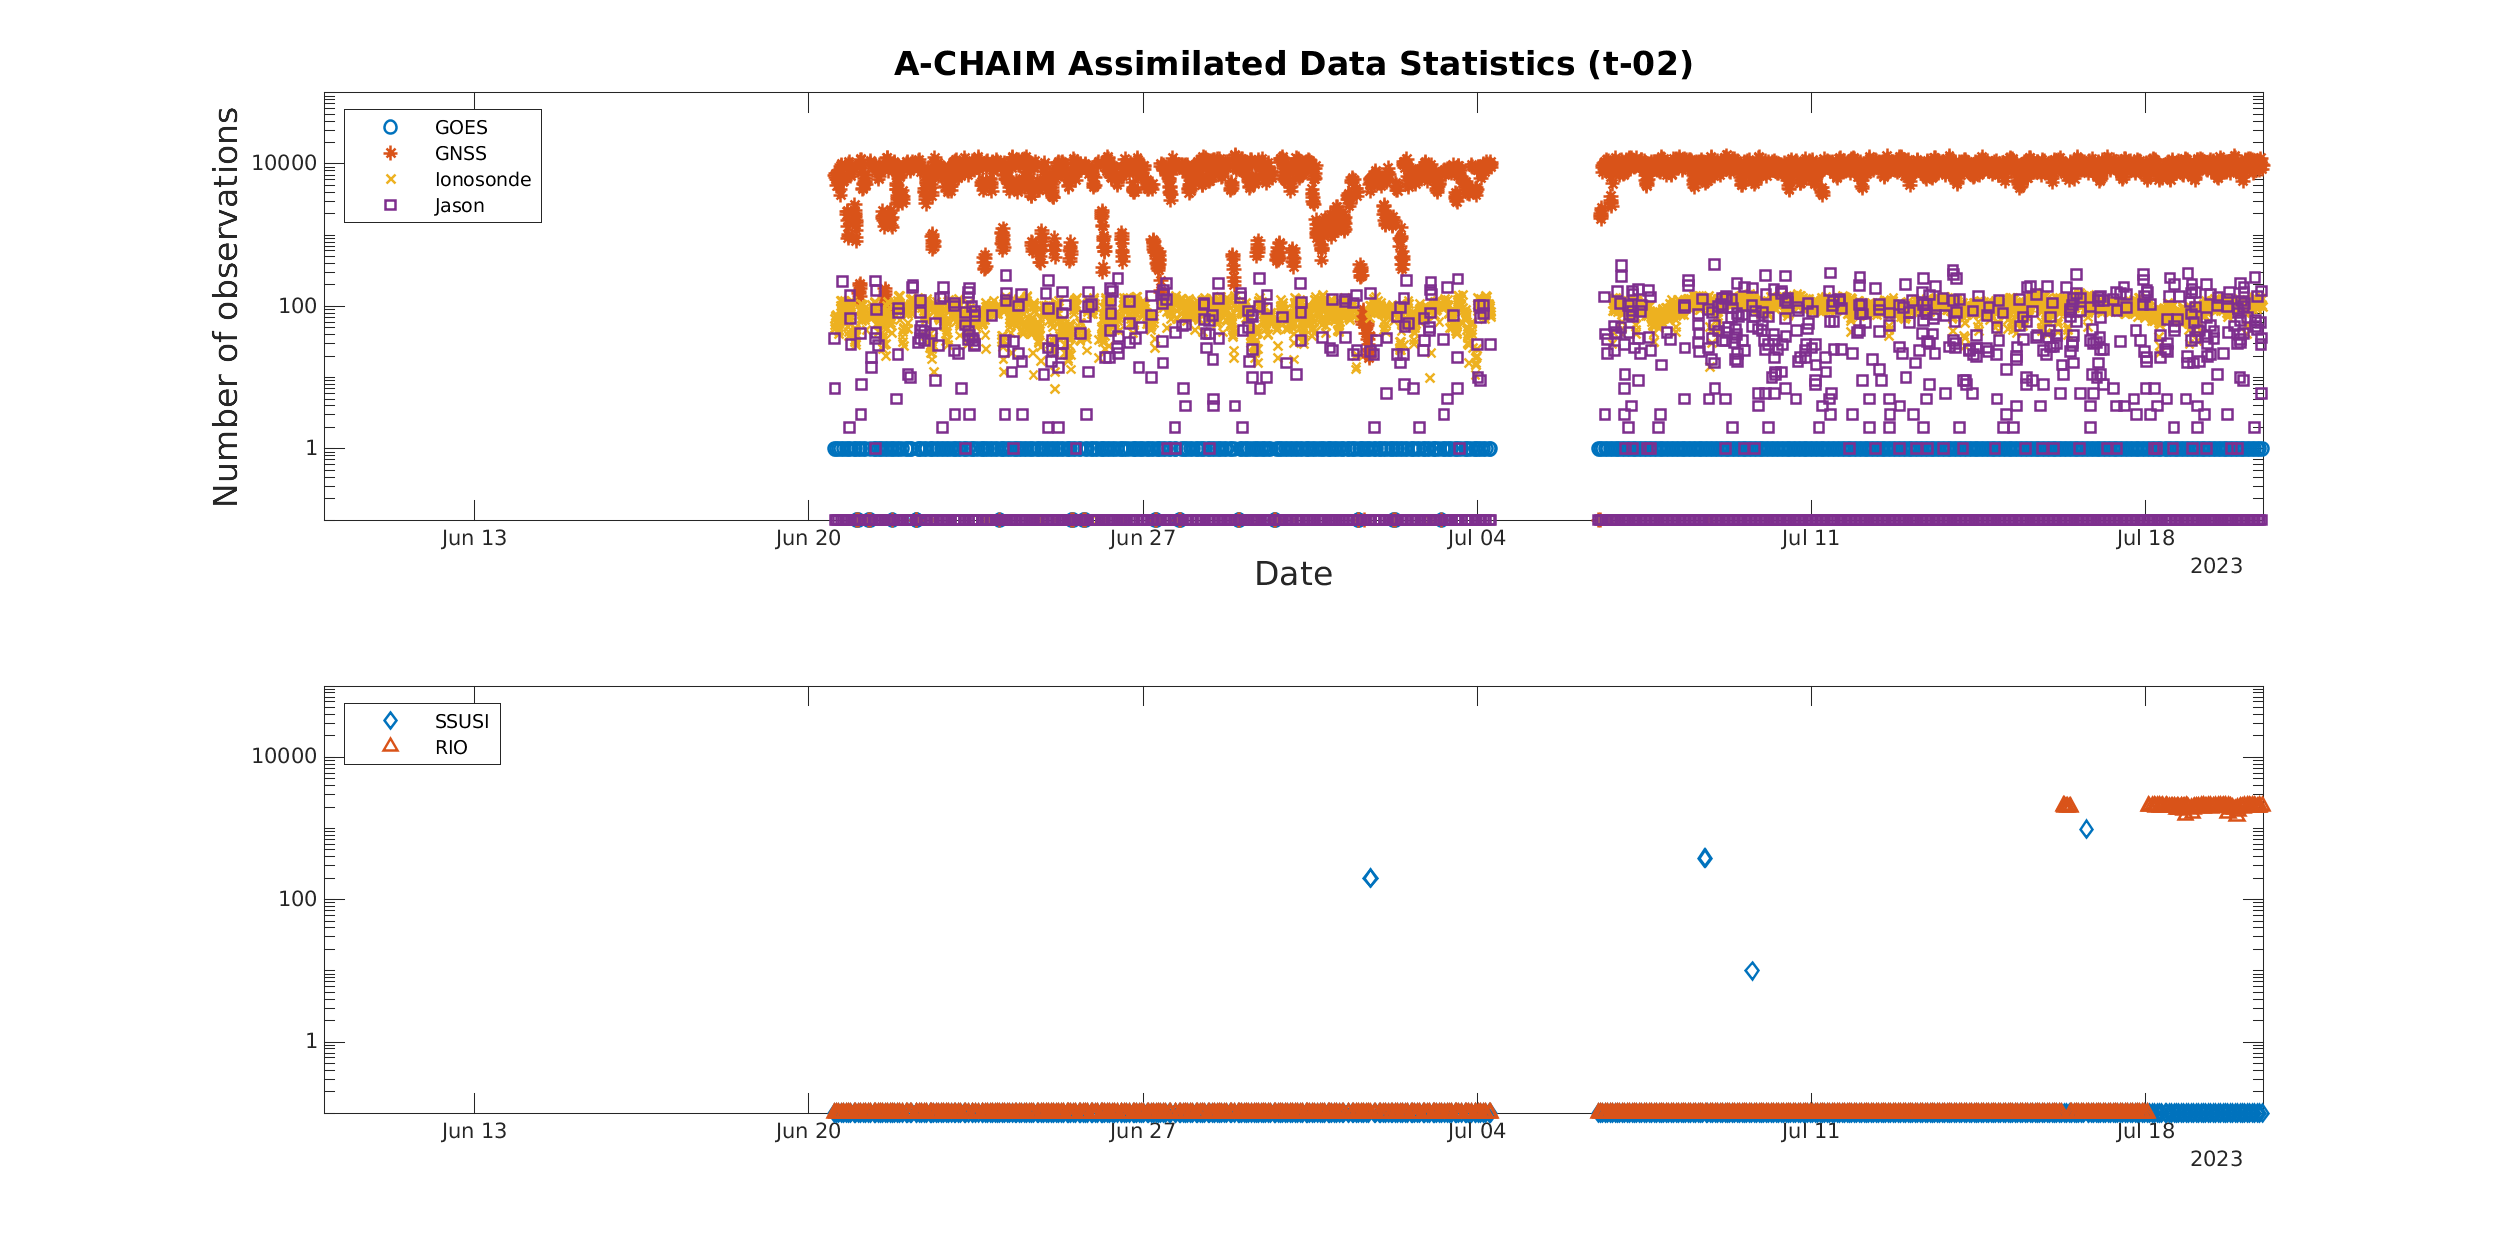 A-CHAIM Assimilated Data Statistics (t-02)
GOES
GNSS
Ionosonde
Jason
Number of observations
10000
100
1
Jun 13
Jun 20
Jun 27
Jul 04
Jul 11
Jul 18
2023
Date
SSUSI
RIO
10000
100
1
Jun 13
Jun 20
Jun 27
Jul 04
Jul 11
Jul 18
2023